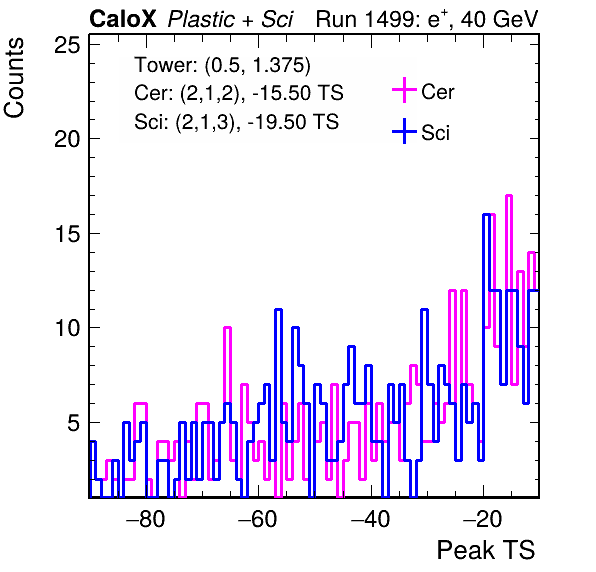 CaloX Plastic + Sci Run 1499: e⁺, 40 GeV
Counts
25
20
15
10
5
Tower: (0.5, 1.375)
Cer: (2,1,2), -15.50 TS
Sci: (2,1,3), -19.50 TS
Cer
Sci
−80 −60 −40 −20
Peak TS